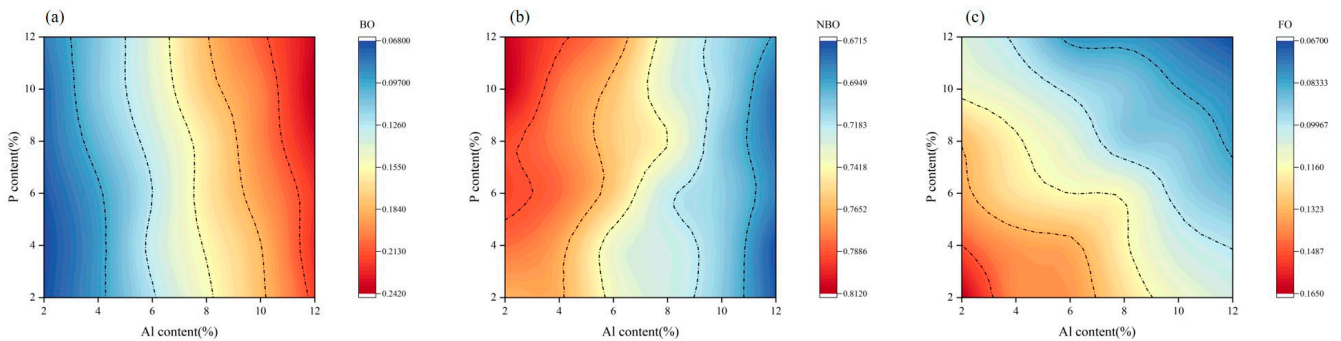 (a)
BO
12
10
8
6
4
2
P content(%)
2 4 6 8 10 12
Al content(%)
0.06800
0.09700
0.1260
0.1550
0.1840
0.2130
0.2420
(b)
NBO
12
10
8
6
4
2
P content(%)
2 4 6 8 10 12
Al content(%)
0.6715
0.6949
0.7183
0.7418
0.7652
0.7886
0.8120
(c)
FO
12
10
8
6
4
2
P content(%)
2 4 6 8 10 12
Al content(%)
0.06700
0.08333
0.09967
0.1160
0.1323
0.1487
0.1650